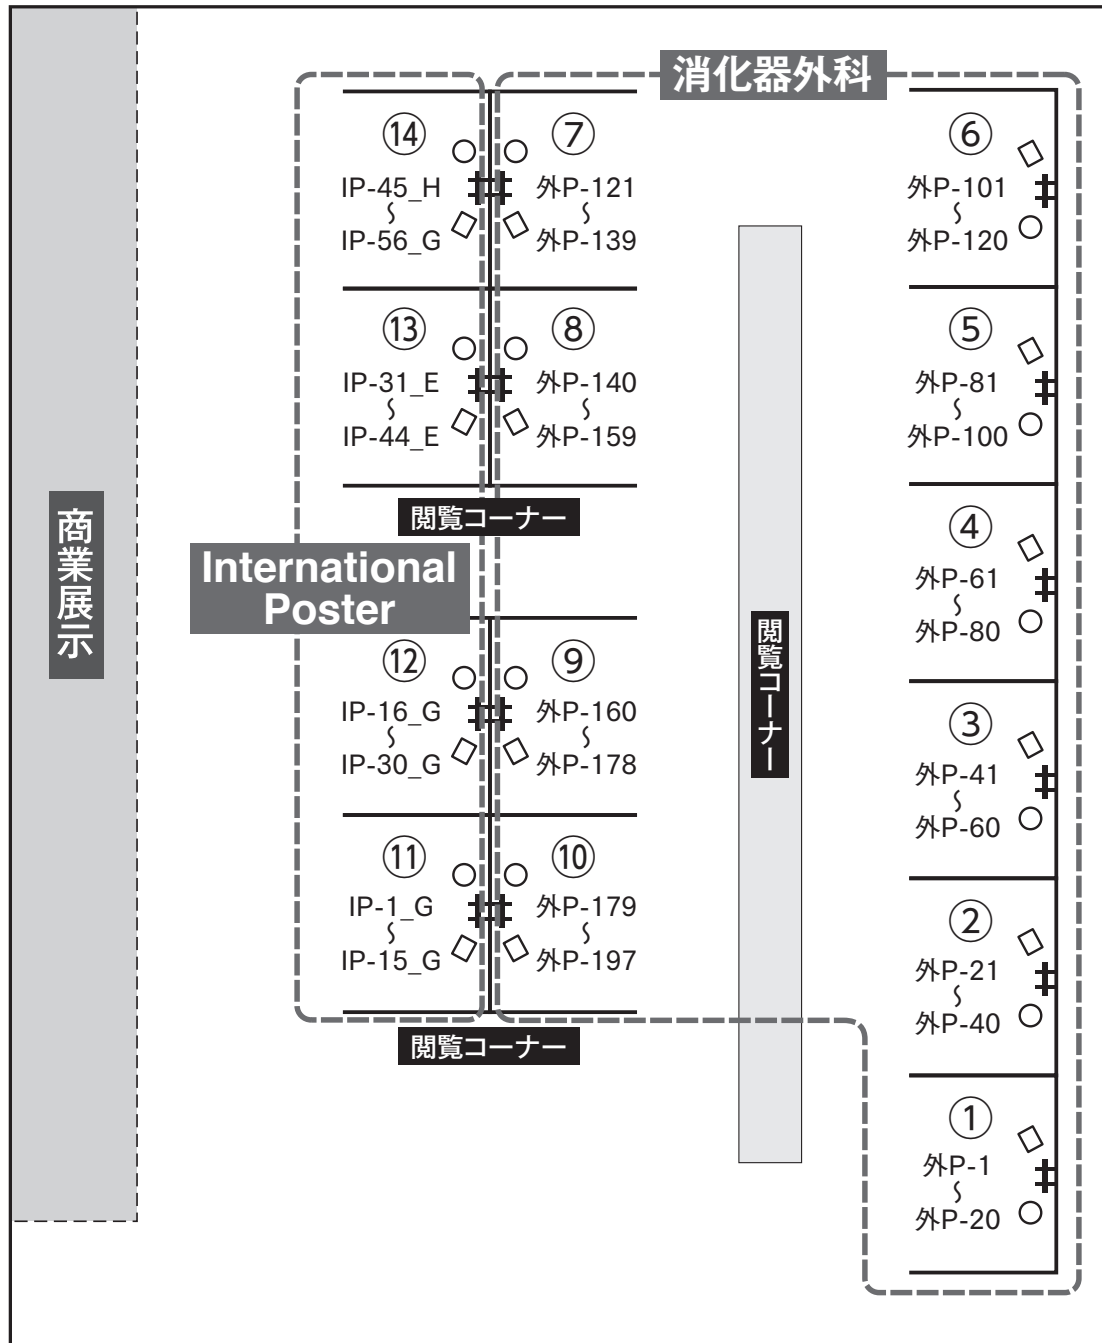 消化器外科
⑭
IP-45_H
〜
IP-56_G
⑦
外P-121
〜
外P-139
⑥
外P-101
〜
外P-120
⑬
IP-31_E
〜
IP-44_E
⑧
外P-140
〜
外P-159
⑤
外P-81
〜
外P-100
閲覧コーナー
商業展示
International
Poster
④
外P-61
〜
外P-80
閲覧コーナー
⑫
IP-16_G
〜
IP-30_G
⑨
外P-160
〜
外P-178
③
外P-41
〜
外P-60
⑪
IP-1_G
〜
IP-15_G
⑩
外P-179
〜
外P-197
②
外P-21
〜
外P-40
閲覧コーナー
①
外P-1
〜
外P-20